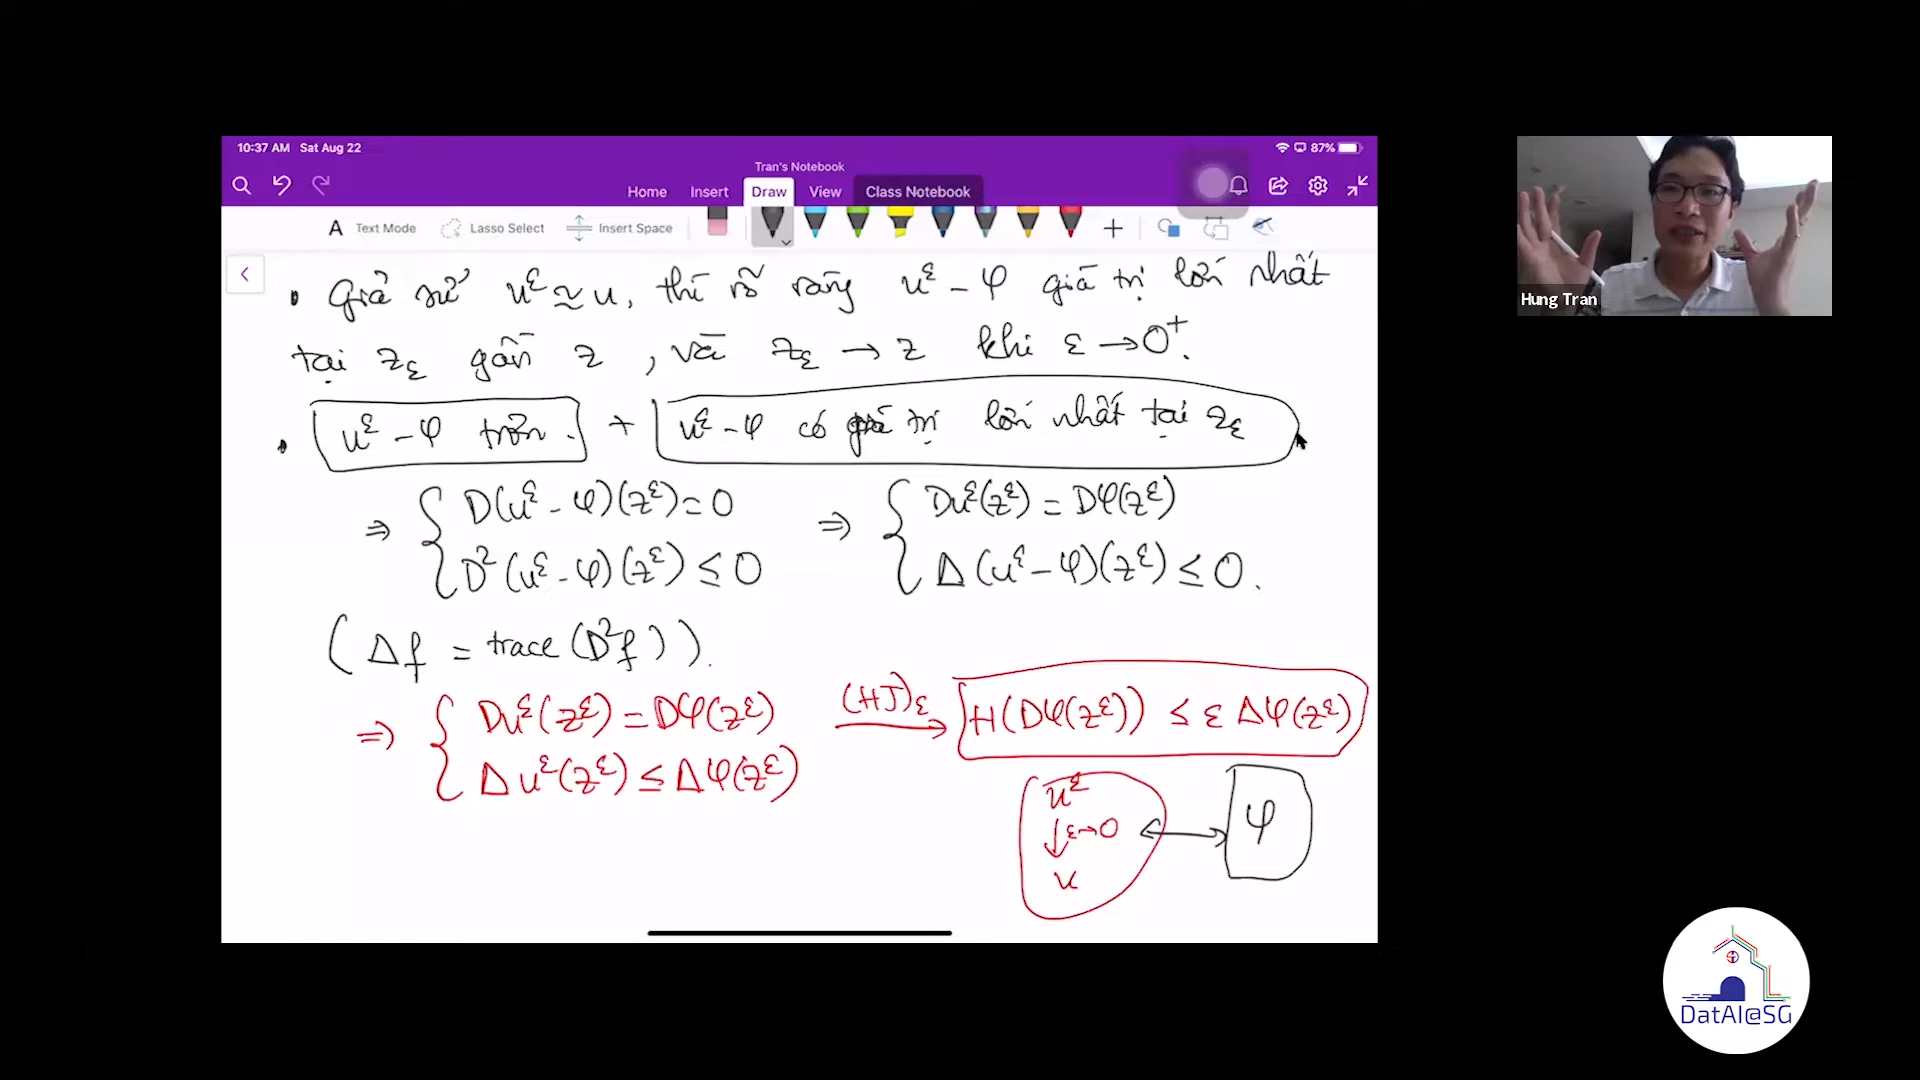 10:37 AM Sat Aug 22
87%
Tran's Notebook
Home Insert Draw View Class Notebook
A Text Mode Lasso Select Insert Space
• Giả sử u^ε ≈ u, thì rõ ràng u^ε - φ giá trị lớn nhất
tại z_ε gần z, và z_ε → z khi ε → 0⁺.
• u^ε - φ trơn. + u^ε - φ có giá trị lớn nhất tại z_ε
⇒ { D(u^ε - φ)(z^ε) = 0 ⇒ { Du^ε(z^ε) = Dφ(z^ε)
D²(u^ε - φ)(z^ε) ≤ 0 Δ(u^ε - φ)(z^ε) ≤ 0.
(Δf = trace(D²f)).
⇒ { Du^ε(z^ε) = Dφ(z^ε) (HJ)_ε → H(Dφ(z^ε)) ≤ ε Δφ(z^ε)
Δu^ε(z^ε) ≤ Δφ(z^ε)
u^ε
↓ ε→0 ↔ φ
u
Hung Tran
DatAI@SG